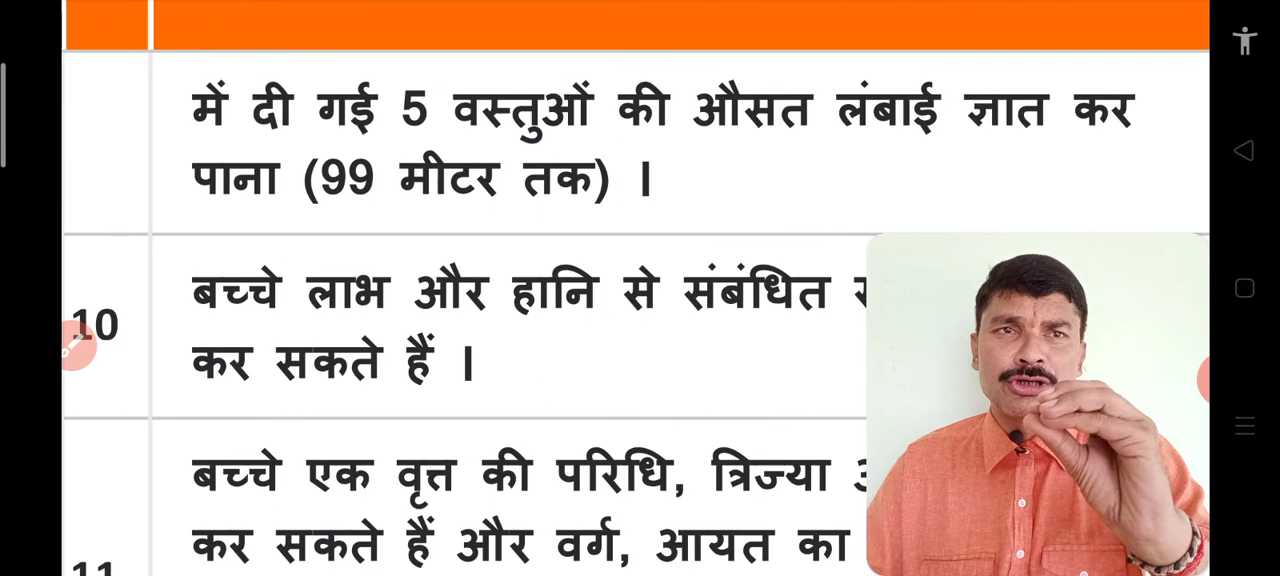 में दी गई 5 वस्तुओं की औसत लंबाई ज्ञात कर
पाना (99 मीटर तक) ।
10
बच्चे लाभ और हानि से संबंधित
कर सकते हैं ।
बच्चे एक वृत्त की परिधि, त्रिज्या
कर सकते हैं और वर्ग, आयत का
11